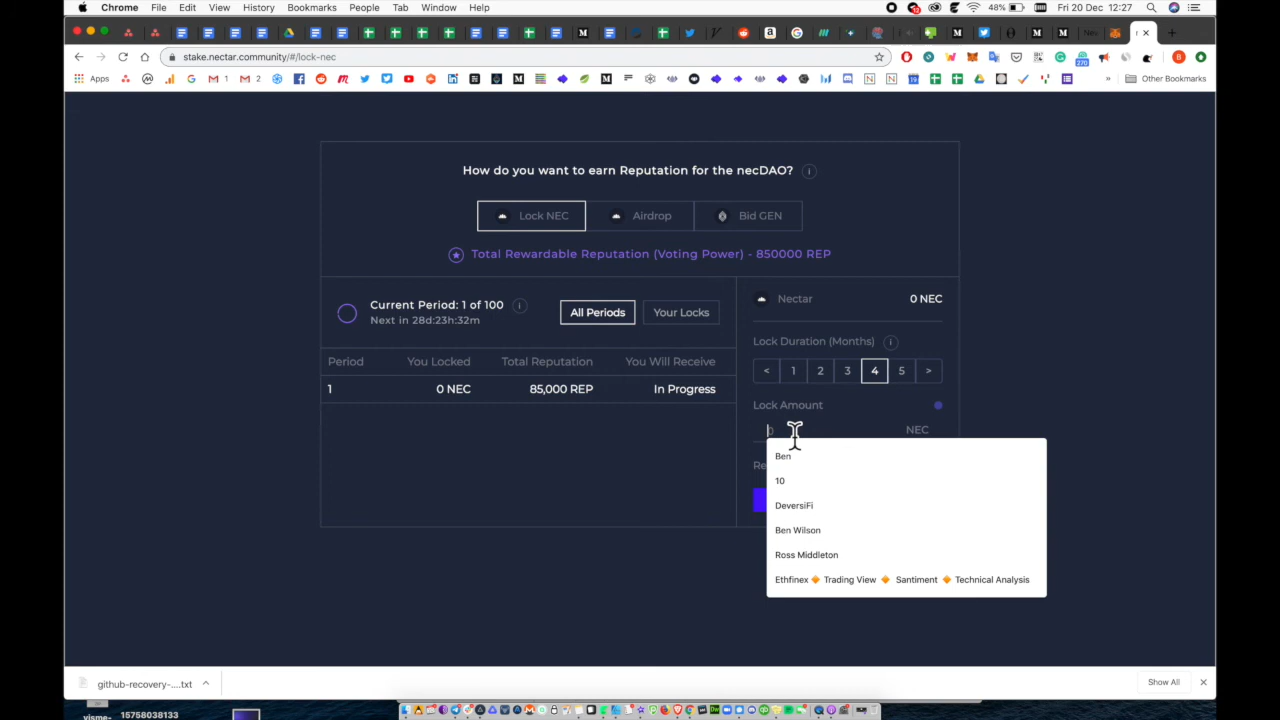 Chrome File Edit View History Bookmarks People Tab Window Help
48% Fri 20 Dec 12:27
stake.nectar.community/#/lock-nec
Apps
Other Bookmarks
How do you want to earn Reputation for the necDAO?
Lock NEC Airdrop Bid GEN
Total Rewardable Reputation (Voting Power) - 850000 REP
Current Period: 1 of 100
Next in 28d:23h:32m
All Periods Your Locks
Period You Locked Total Reputation You Will Receive
1 0 NEC 85,000 REP In Progress
Nectar 0 NEC
Lock Duration (Months)
< 1 2 3 4 5 >
Lock Amount
0 NEC
Re
Ben
10
DeversiFi
Ben Wilson
Ross Middleton
Ethfinex🔸 Trading View 🔸 Santiment 🔸 Technical Analysis
github-recovery-....txt
Show All
visme- 15758038133